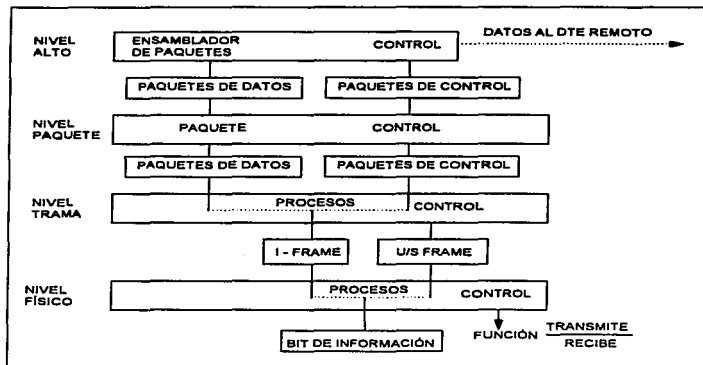 NIVEL ALTO
ENSAMBLADOR DE PAQUETES
CONTROL
DATOS AL DTE REMOTO
PAQUETES DE DATOS
PAQUETES DE CONTROL
NIVEL PAQUETE
PAQUETE
CONTROL
PAQUETES DE DATOS
PAQUETES DE CONTROL
NIVEL TRAMA
PROCESOS
CONTROL
I - FRAME
U/S FRAME
NIVEL FÍSICO
PROCESOS
CONTROL
BIT DE INFORMACIÓN
FUNCIÓN
TRANSMITE
RECIBE